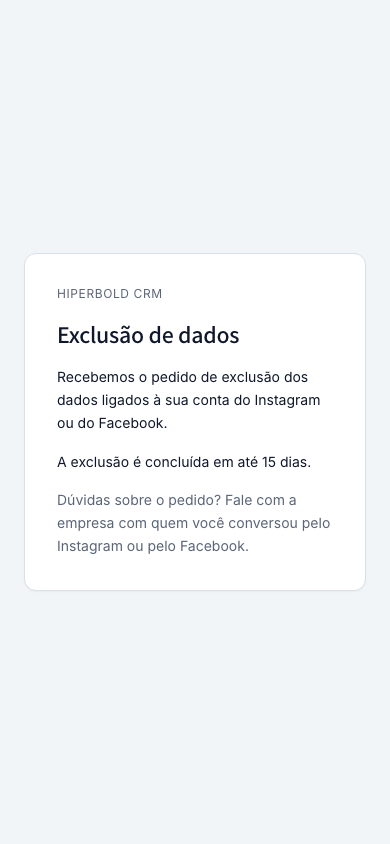 HIPERBOLD CRM
Exclusão de dados
Recebemos o pedido de exclusão dos
dados ligados à sua conta do Instagram
ou do Facebook.
A exclusão é concluída em até 15 dias.
Dúvidas sobre o pedido? Fale com a
empresa com quem você conversou pelo
Instagram ou pelo Facebook.